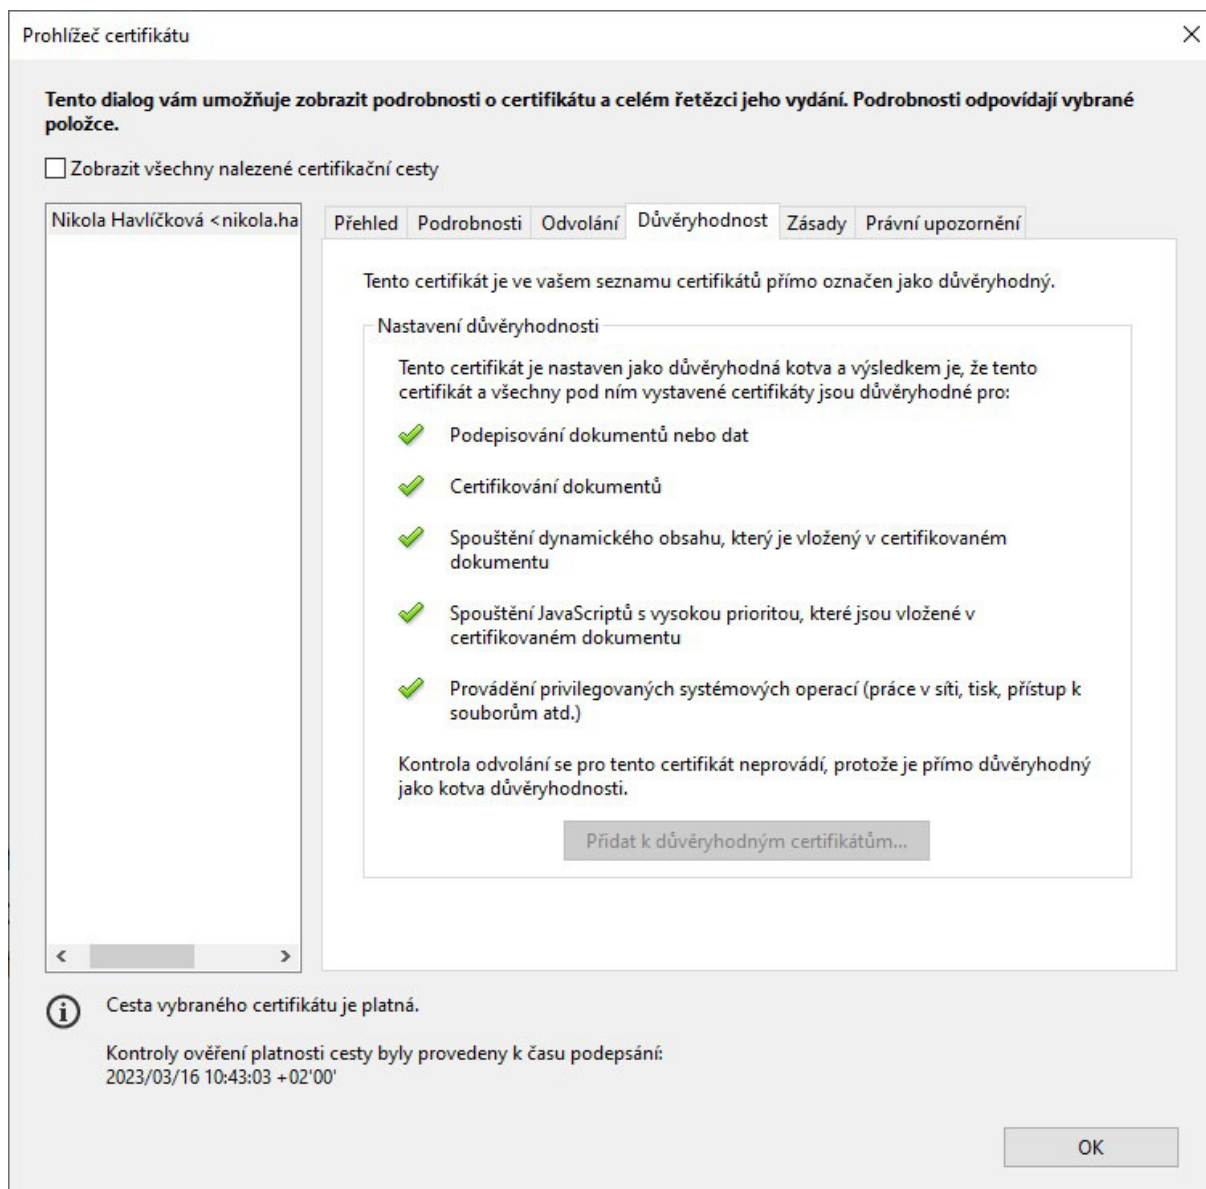 Prohlížeč certifikátu
Tento dialog vám umožňuje zobrazit podrobnosti o certifikátu a celém řetězci jeho vydání. Podrobnosti odpovídají vybrané
položce.
Zobrazit všechny nalezené certifikační cesty
Nikola Havlíčková <nikola.ha
Přehled Podrobnosti Odvolání Důvěryhodnost Zásady Právní upozornění
Tento certifikát je ve vašem seznamu certifikátů přímo označen jako důvěryhodný.
Nastavení důvěryhodnosti
Tento certifikát je nastaven jako důvěryhodná kotva a výsledkem je, že tento
certifikát a všechny pod ním vystavené certifikáty jsou důvěryhodné pro:
Podepisování dokumentů nebo dat
Certifikování dokumentů
Spouštění dynamického obsahu, který je vložený v certifikovaném
dokumentu
Spouštění JavaScriptů s vysokou prioritou, které jsou vložené v
certifikovaném dokumentu
Provádění privilegovaných systémových operací (práce v síti, tisk, přístup k
souborům atd.)
Kontrola odvolání se pro tento certifikát neprovádí, protože je přímo důvěryhodný
jako kotva důvěryhodnosti.
Přidat k důvěryhodným certifikátům...
Cesta vybraného certifikátu je platná.
Kontroly ověření platnosti cesty byly provedeny k času podepsání:
2023/03/16 10:43:03 +02'00'
OK